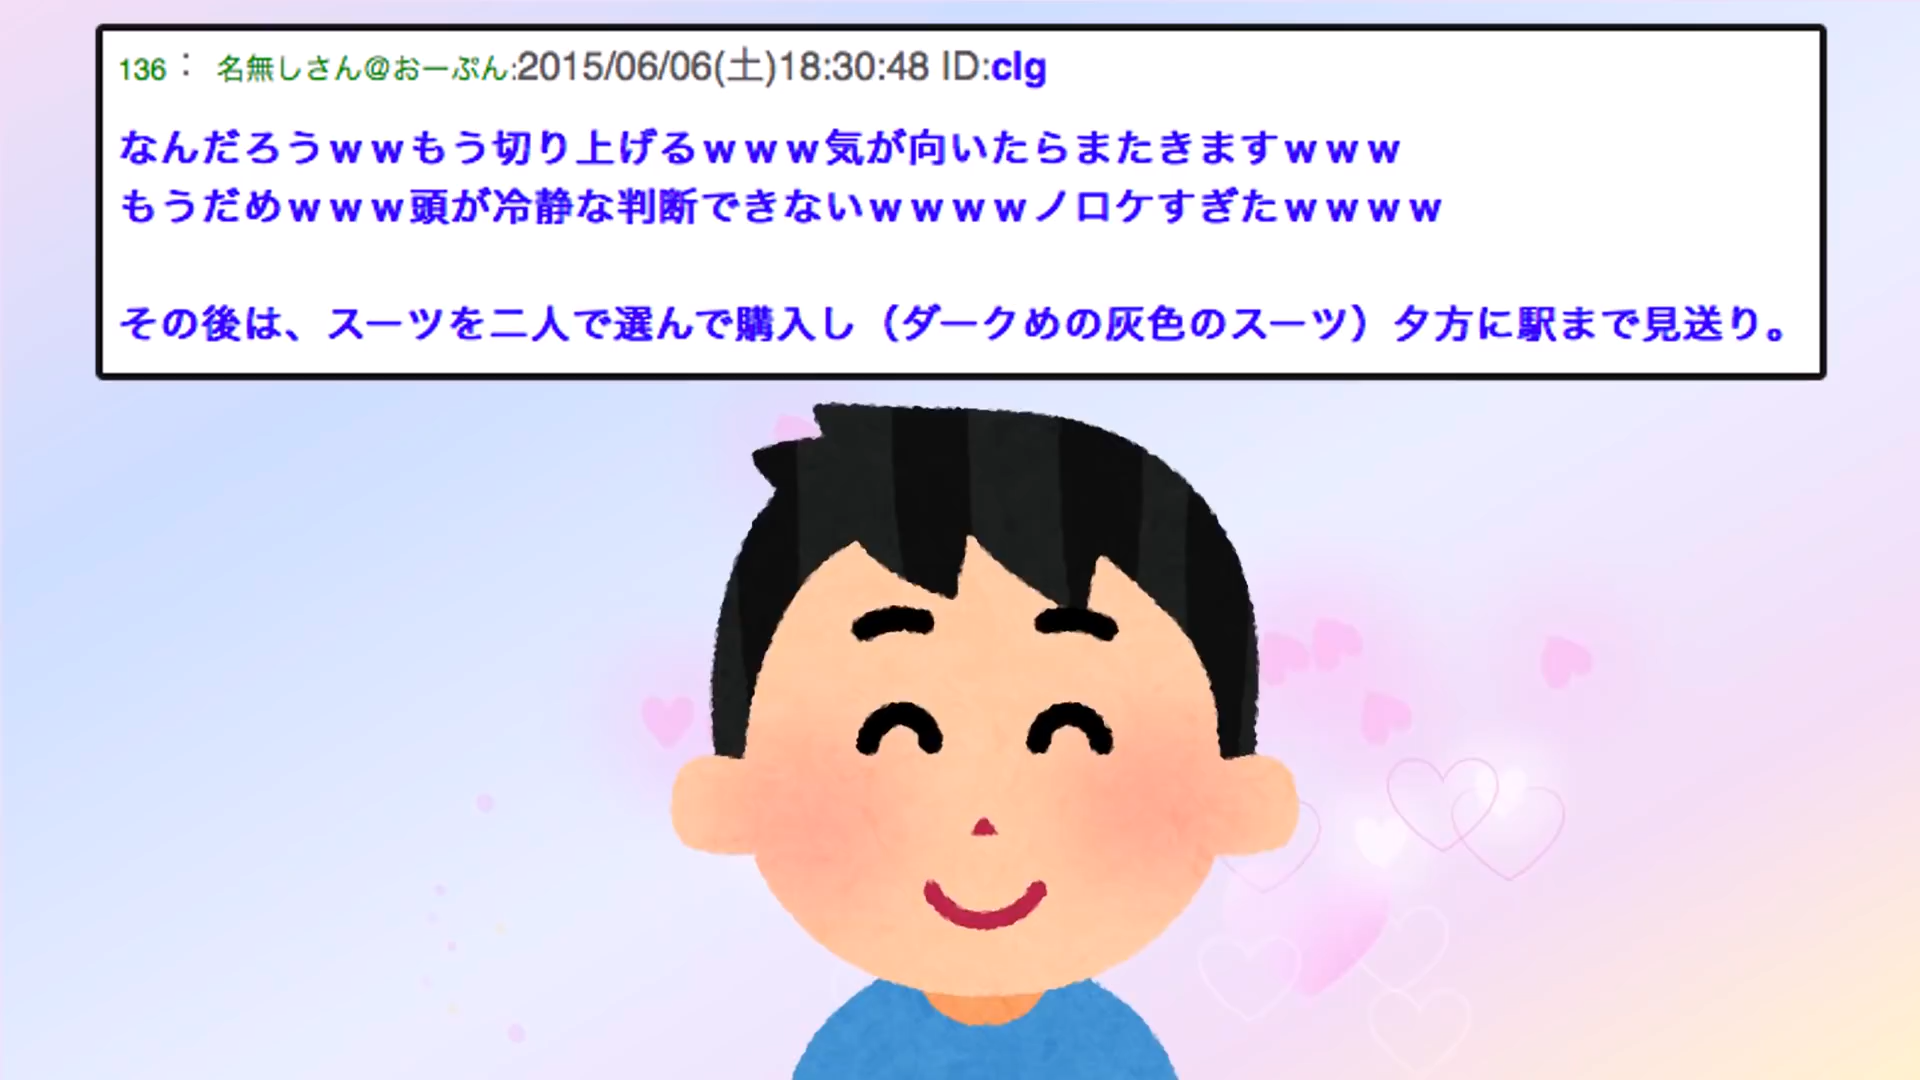 136： 名無しさん＠おーぷん:2015/06/06(土)18:30:48 ID:clg
なんだろうｗｗもう切り上げるｗｗｗ気が向いたらまたきますｗｗｗ
もうだめｗｗｗ頭が冷静な判断できないｗｗｗｗノロケすぎたｗｗｗｗ
その後は、スーツを二人で選んで購入し（ダークめの灰色のスーツ）夕方に駅まで見送り。